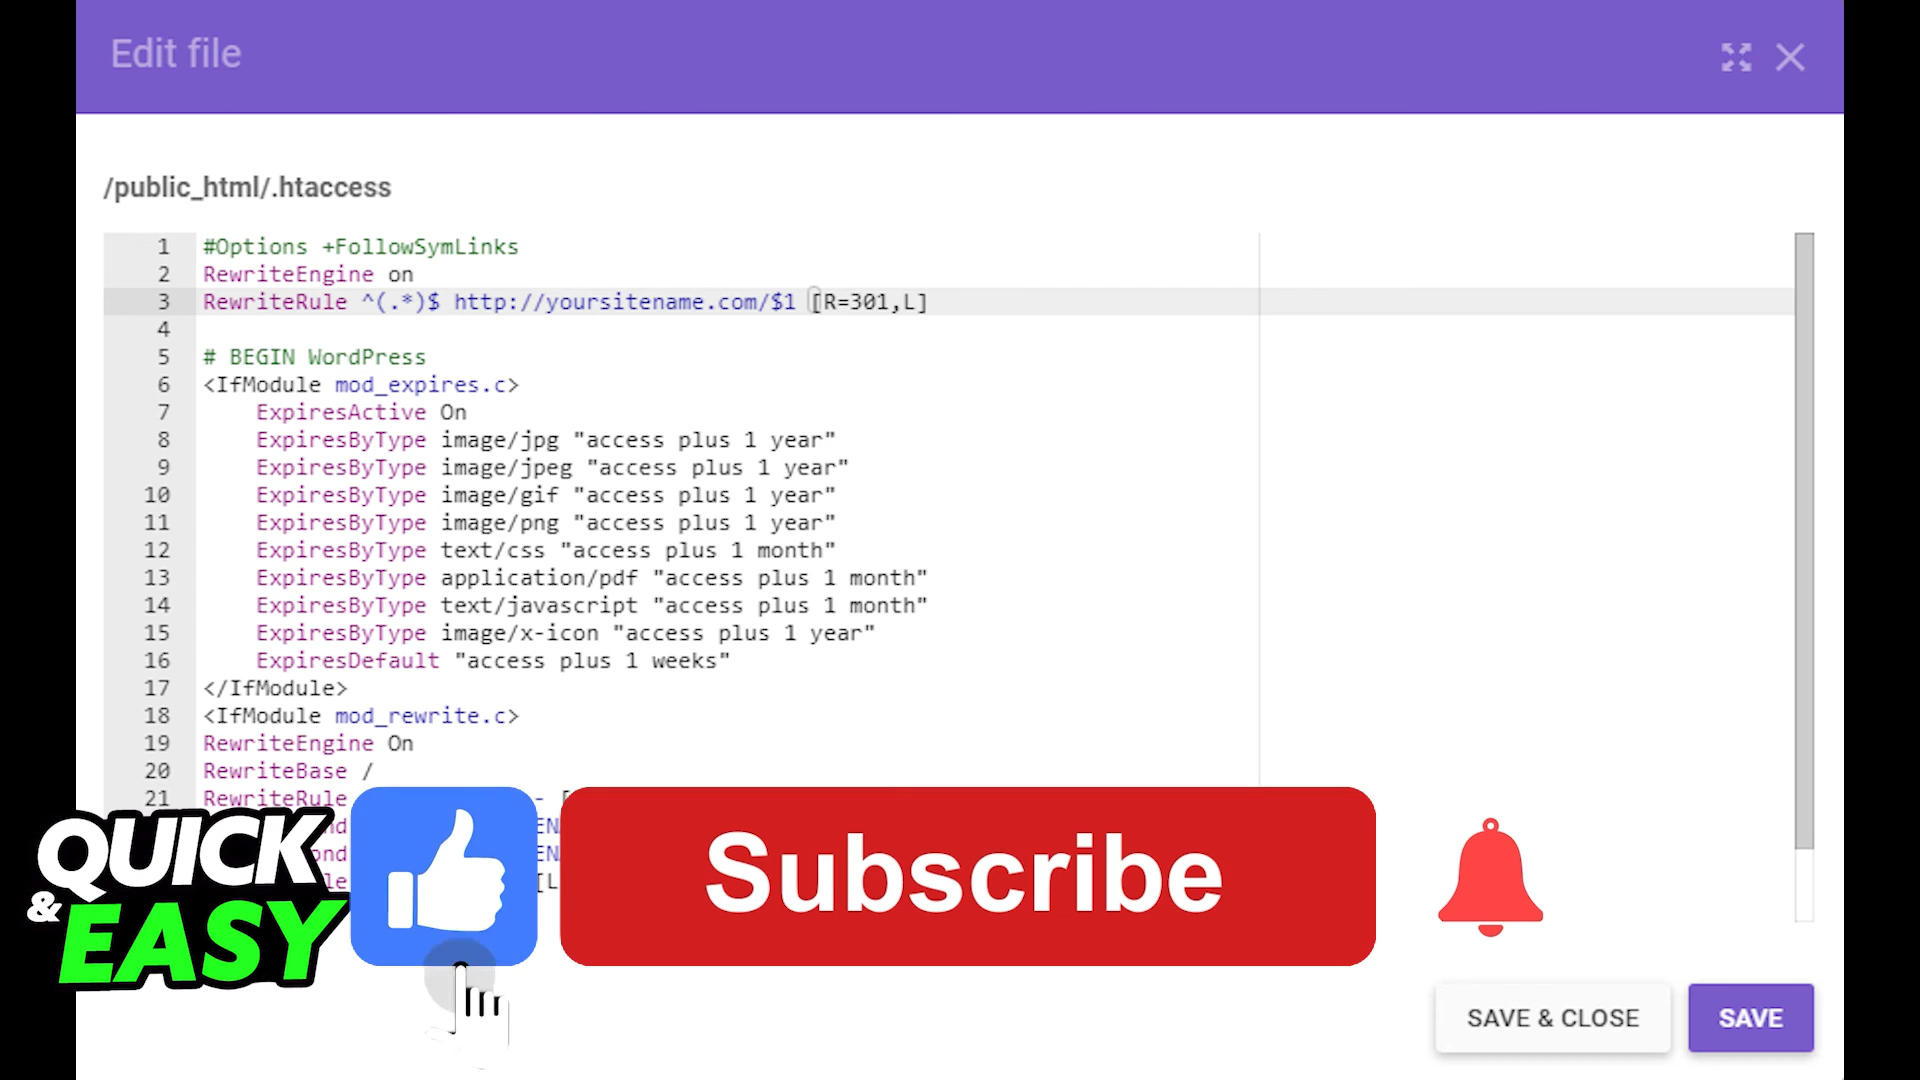 Edit file
/public_html/.htaccess
1 #Options +FollowSymLinks
2 RewriteEngine on
3 RewriteRule ^(.*)$ http://yoursitename.com/$1 [R=301,L]
4
5 # BEGIN WordPress
6 <IfModule mod_expires.c>
7 ExpiresActive On
8 ExpiresByType image/jpg "access plus 1 year"
9 ExpiresByType image/jpeg "access plus 1 year"
10 ExpiresByType image/gif "access plus 1 year"
11 ExpiresByType image/png "access plus 1 year"
12 ExpiresByType text/css "access plus 1 month"
13 ExpiresByType application/pdf "access plus 1 month"
14 ExpiresByType text/javascript "access plus 1 month"
15 ExpiresByType image/x-icon "access plus 1 year"
16 ExpiresDefault "access plus 1 weeks"
17 </IfModule>
18 <IfModule mod_rewrite.c>
19 RewriteEngine On
20 RewriteBase /
21 RewriteRule - [
QUICK
& EASY
Subscribe
SAVE & CLOSE
SAVE